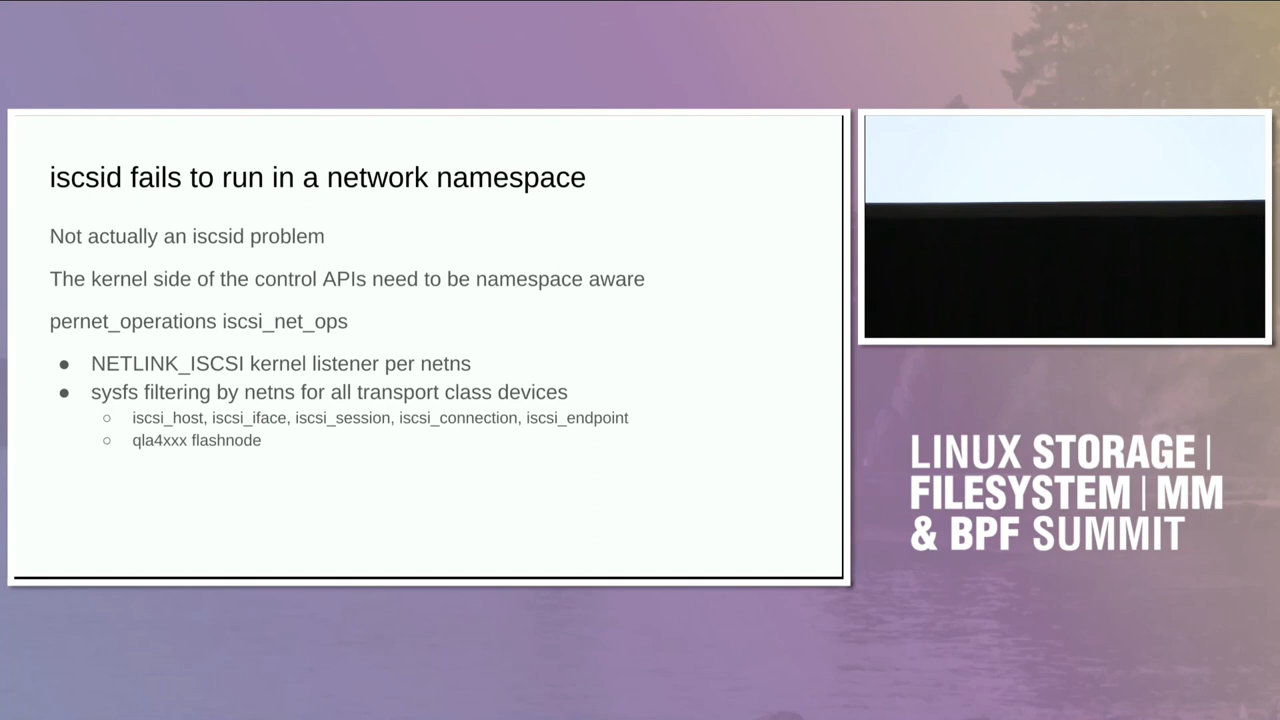 iscsid fails to run in a network namespace
Not actually an iscsid problem
The kernel side of the control APIs need to be namespace aware
pernet_operations iscsi_net_ops
● NETLINK_ISCSI kernel listener per netns
● sysfs filtering by netns for all transport class devices
○ iscsi_host, iscsi_iface, iscsi_session, iscsi_connection, iscsi_endpoint
○ qla4xxx flashnode
LINUX STORAGE |
FILESYSTEM | MM
& BPF SUMMIT